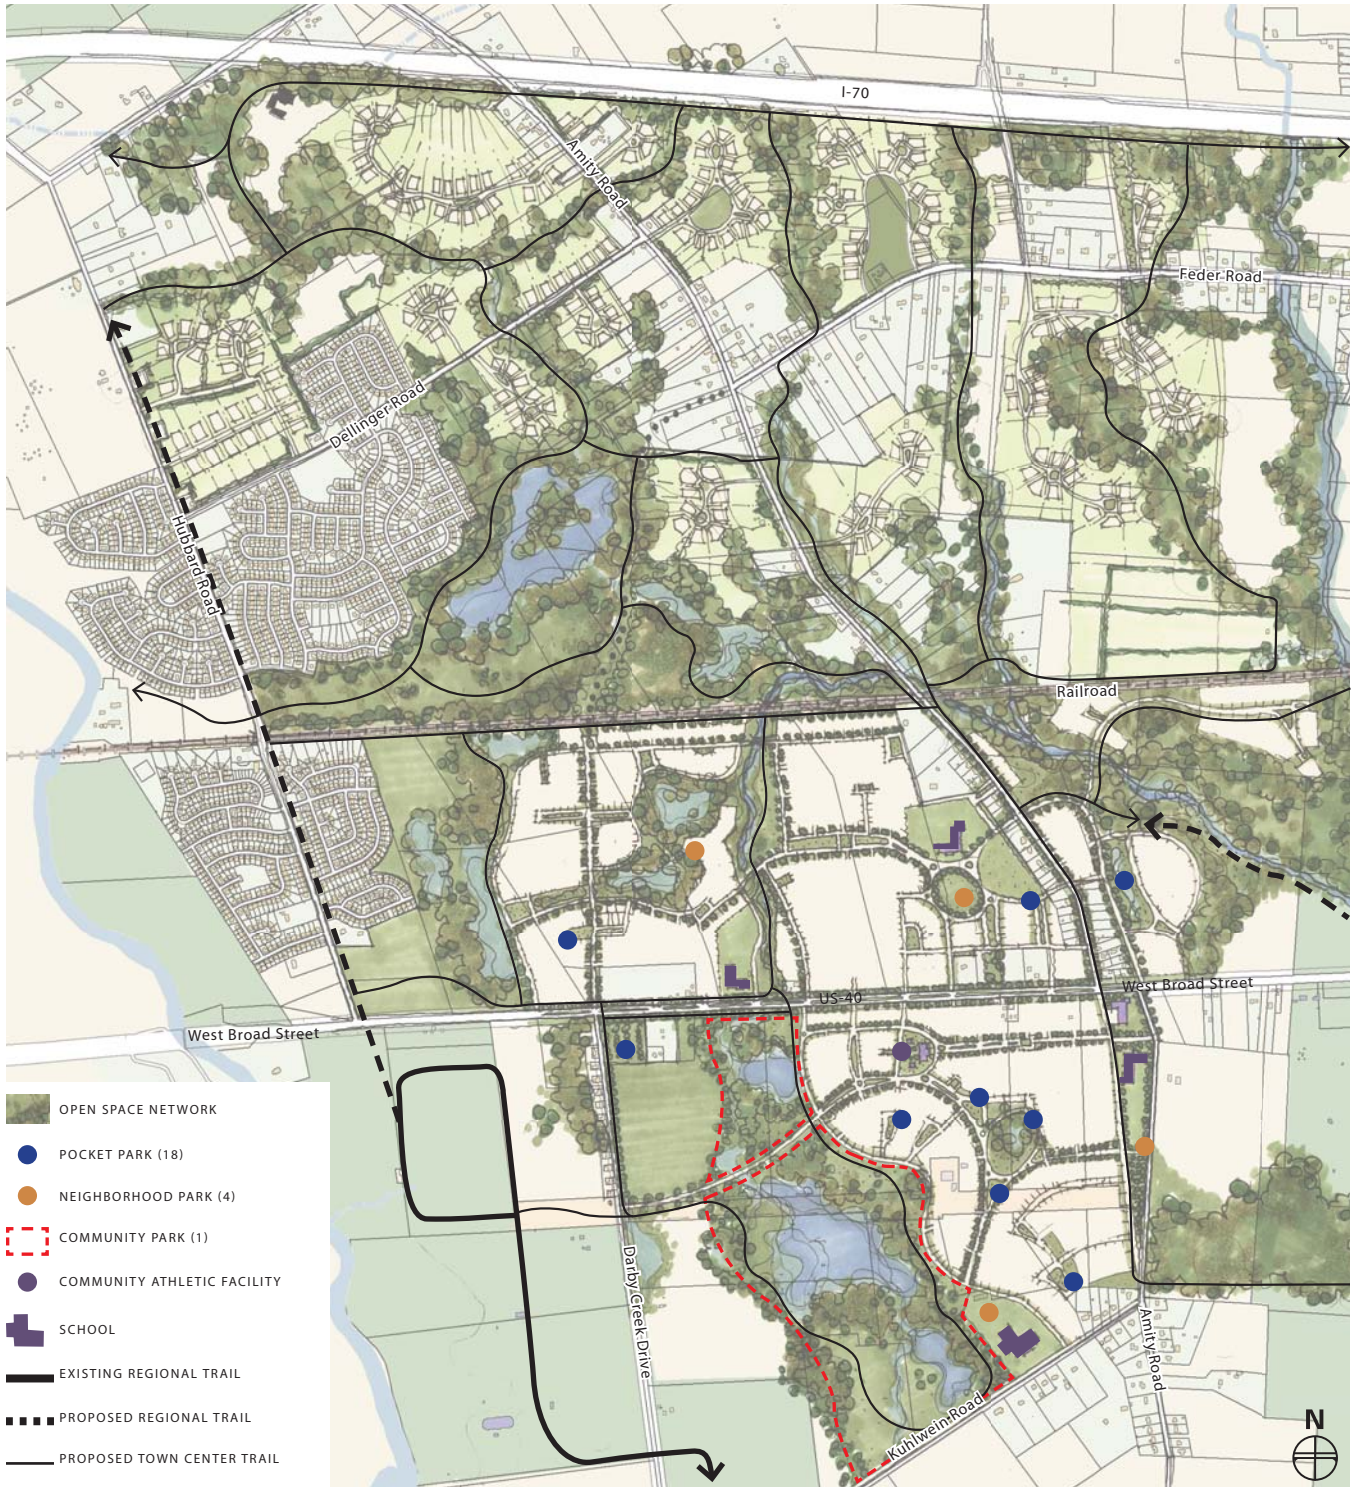 I-70
Amity Road
Feder Road
Dellinger Road
Hubbard Road
Railroad
US-40
West Broad Street
West Broad Street
OPEN SPACE NETWORK
POCKET PARK (18)
NEIGHBORHOOD PARK (4)
COMMUNITY PARK (1)
COMMUNITY ATHLETIC FACILITY
SCHOOL
EXISTING REGIONAL TRAIL
PROPOSED REGIONAL TRAIL
PROPOSED TOWN CENTER TRAIL
Darby Creek Drive
Amity Road
Kuhlwein Road
N